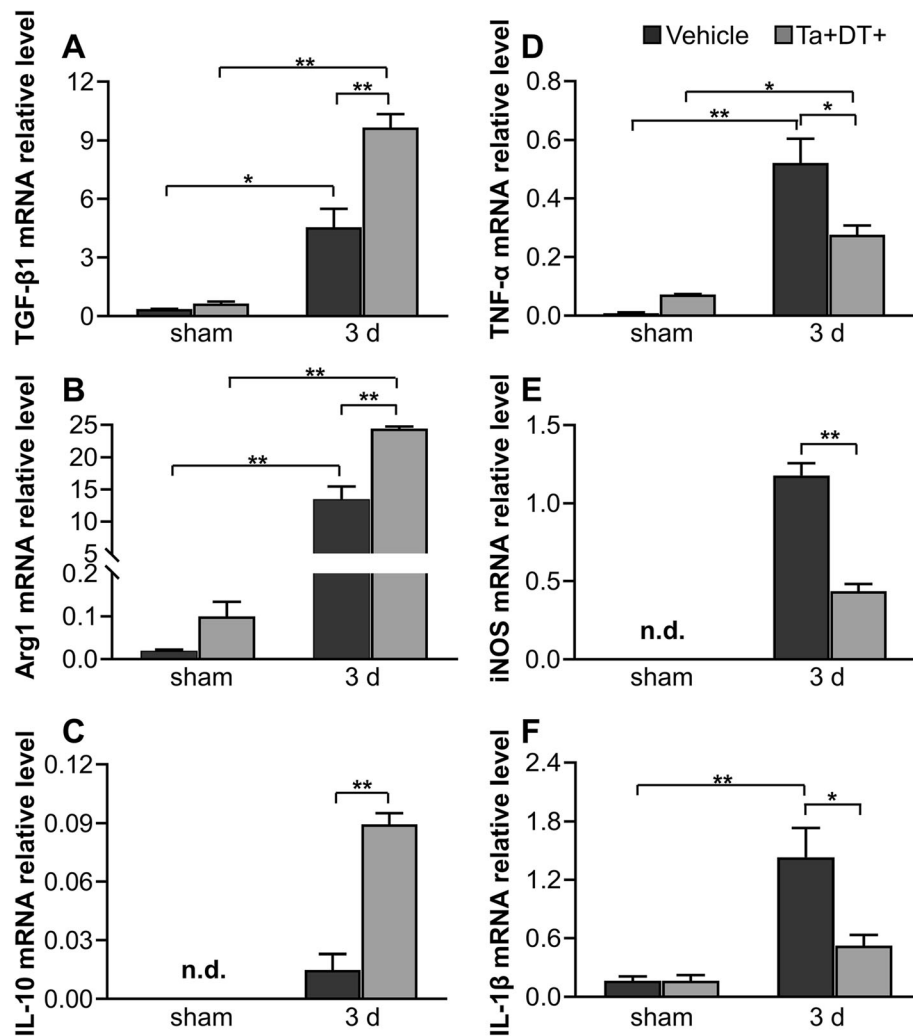 A
TGF-β1 mRNA relative level
12
9
6
3
0
**
**
*
sham
3 d
D
Vehicle
Ta+DT+
TNF-α mRNA relative level
0.8
0.6
0.4
0.2
0.0
*
**
*
sham
3 d
B
Arg1 mRNA relative level
25
20
15
10
5
0.2
0.1
0.0
**
**
**
sham
3 d
E
iNOS mRNA relative level
1.5
1.0
0.5
0.0
**
n.d.
sham
3 d
C
IL-10 mRNA relative level
0.12
0.09
0.06
0.03
0.00
**
n.d.
sham
3 d
F
IL-1β mRNA relative level
2.4
1.8
1.2
0.6
0.0
**
*
sham
3 d